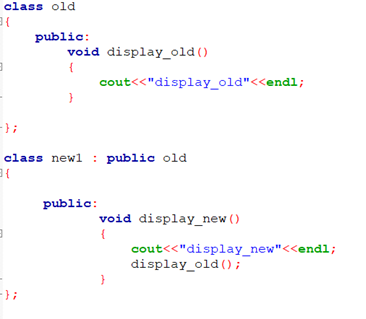 class old
{
public:
void display_old()
{
cout<<"display_old"<<endl;
}
};
class new1 : public old
{
public:
void display_new()
{
cout<<"display_new"<<endl;
display_old();
}
};